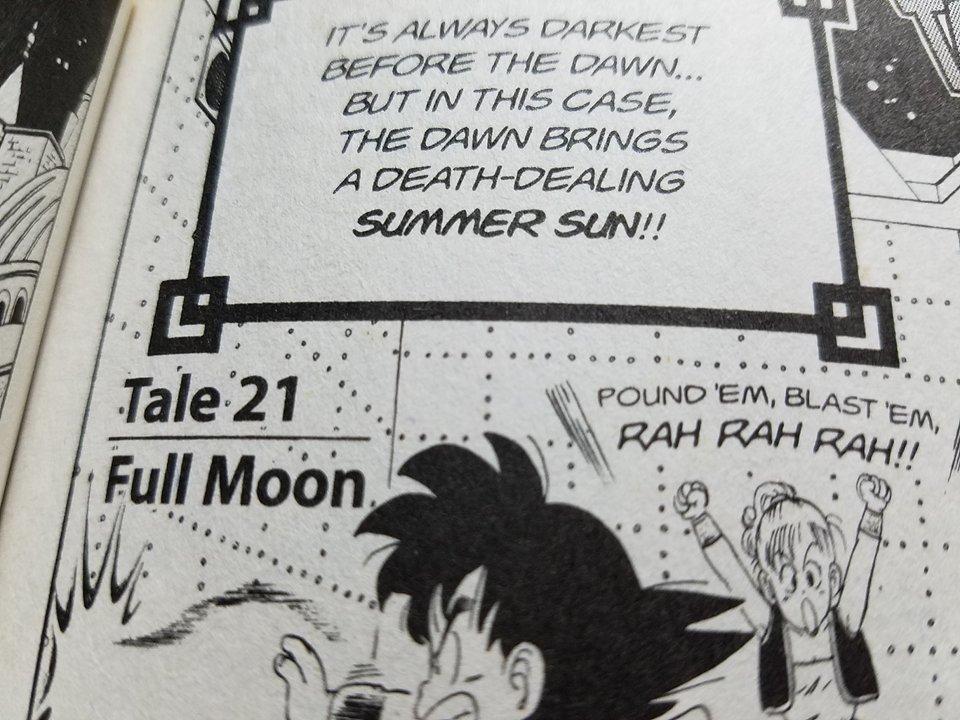 IT'S ALWAYS DARKEST
BEFORE THE DAWN...
BUT IN THIS CASE,
THE DAWN BRINGS
A DEATH-DEALING
SUMMER SUN!!
Tale 21
Full Moon
POUND 'EM, BLAST 'EM,
RAH RAH RAH!!